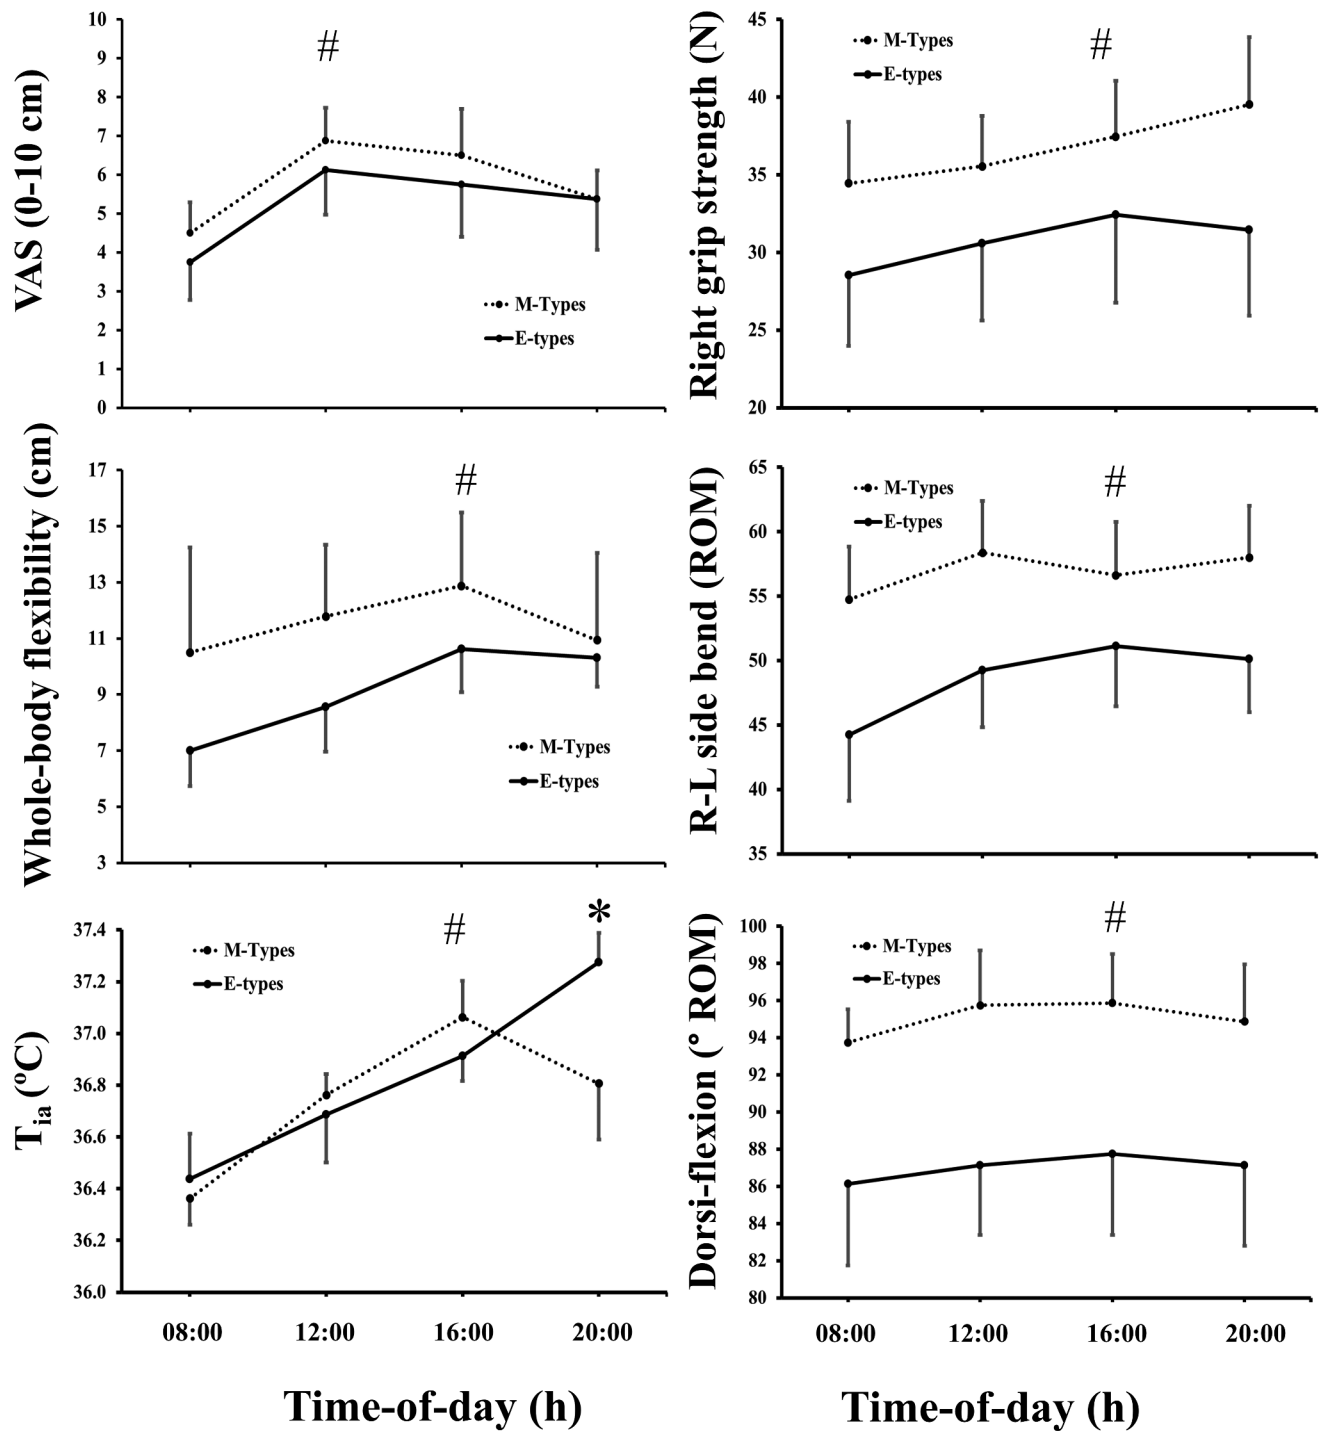 VAS (0-10 cm)
10
9
8
7
6
5
4
3
2
1
0
#
M-Types
E-types
Right grip strength (N)
45
40
35
30
25
20
M-Types
E-types
#
Whole-body flexibility (cm)
17
15
13
11
9
7
5
3
#
M-Types
E-types
R-L side bend (ROM)
65
60
55
50
45
40
35
M-Types
E-types
#
Tia (ºC)
37.4
37.2
37.0
36.8
36.6
36.4
36.2
36.0
M-Types
E-types
#
*
08:00 12:00 16:00 20:00
Time-of-day (h)
Dorsi-flexion (° ROM)
100
98
96
94
92
90
88
86
84
82
80
M-Types
E-types
#
08:00 12:00 16:00 20:00
Time-of-day (h)